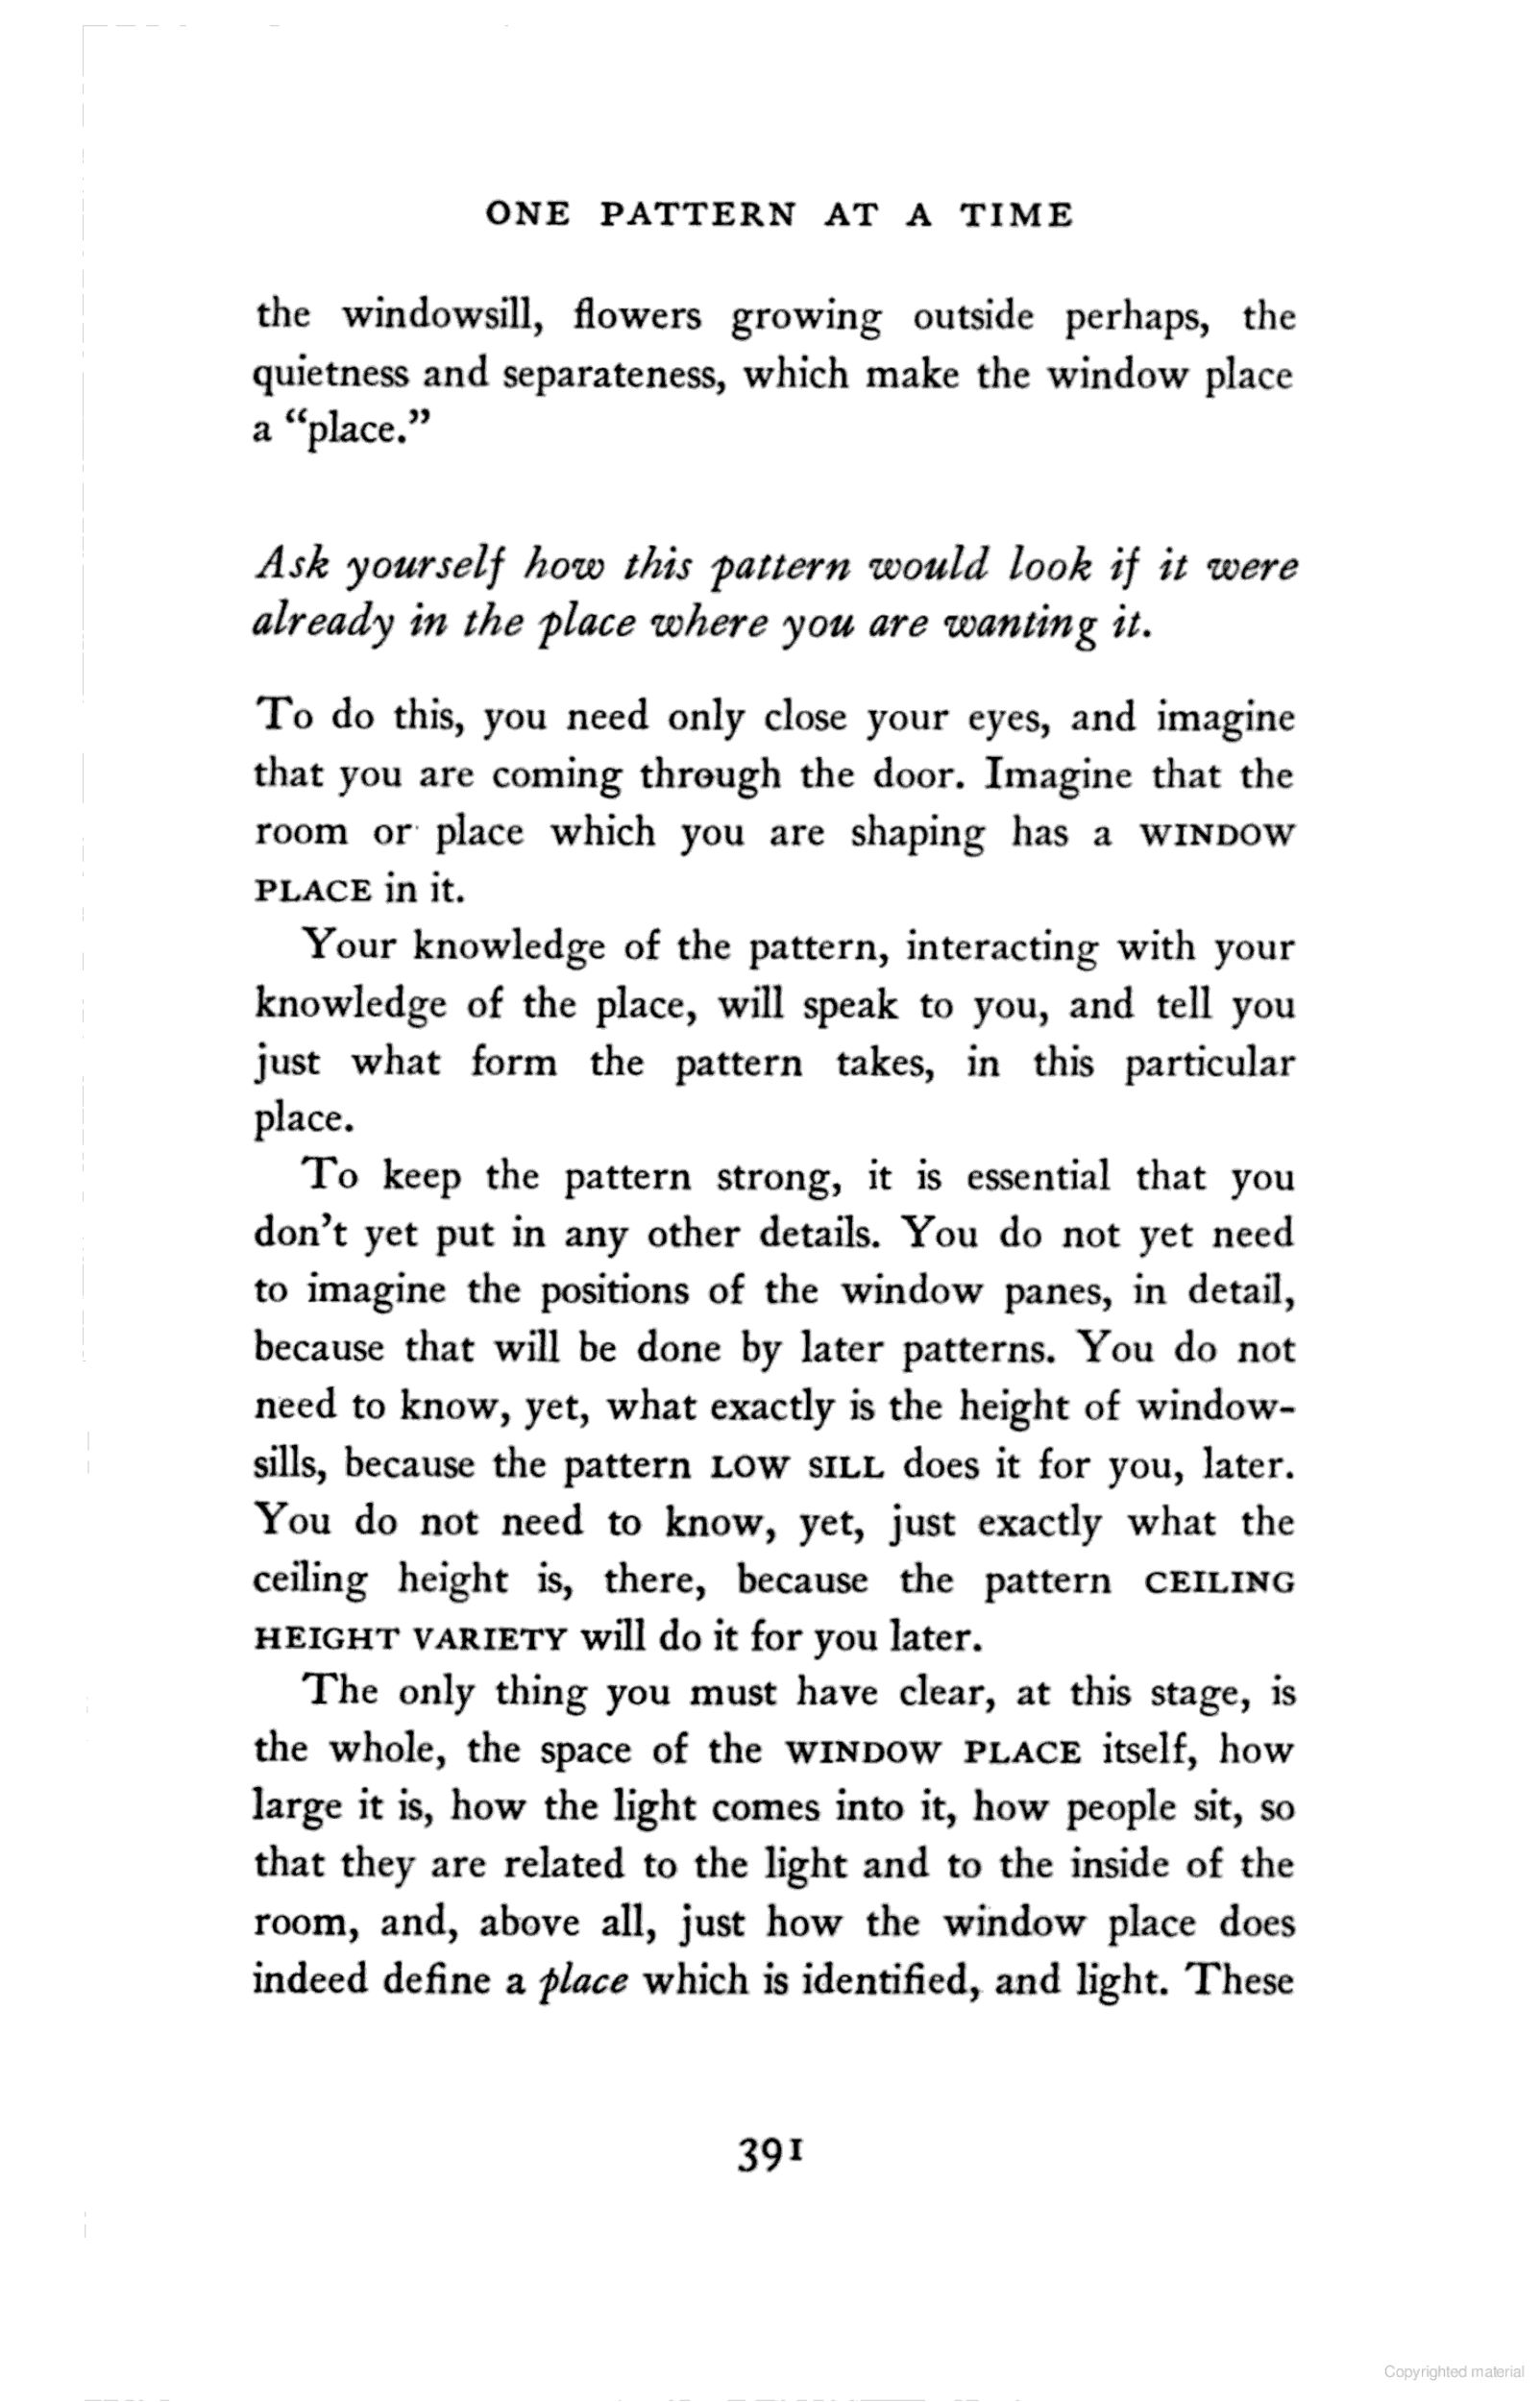 ONE PATTERN AT A TIME
the windowsill, flowers growing outside perhaps, the
quietness and separateness, which make the window place
a “place.”
Ask yourself how this pattern would look if it were
already in the place where you are wanting it.
To do this, you need only close your eyes, and imagine
that you are coming through the door. Imagine that the
room or place which you are shaping has a WINDOW
PLACE in it.
Your knowledge of the pattern, interacting with your
knowledge of the place, will speak to you, and tell you
just what form the pattern takes, in this particular
place.
To keep the pattern strong, it is essential that you
don’t yet put in any other details. You do not yet need
to imagine the positions of the window panes, in detail,
because that will be done by later patterns. You do not
need to know, yet, what exactly is the height of window-
sills, because the pattern LOW SILL does it for you, later.
You do not need to know, yet, just exactly what the
ceiling height is, there, because the pattern CEILING
HEIGHT VARIETY will do it for you later.
The only thing you must have clear, at this stage, is
the whole, the space of the WINDOW PLACE itself, how
large it is, how the light comes into it, how people sit, so
that they are related to the light and to the inside of the
room, and, above all, just how the window place does
indeed define a place which is identified, and light. These
391
Copyrighted material